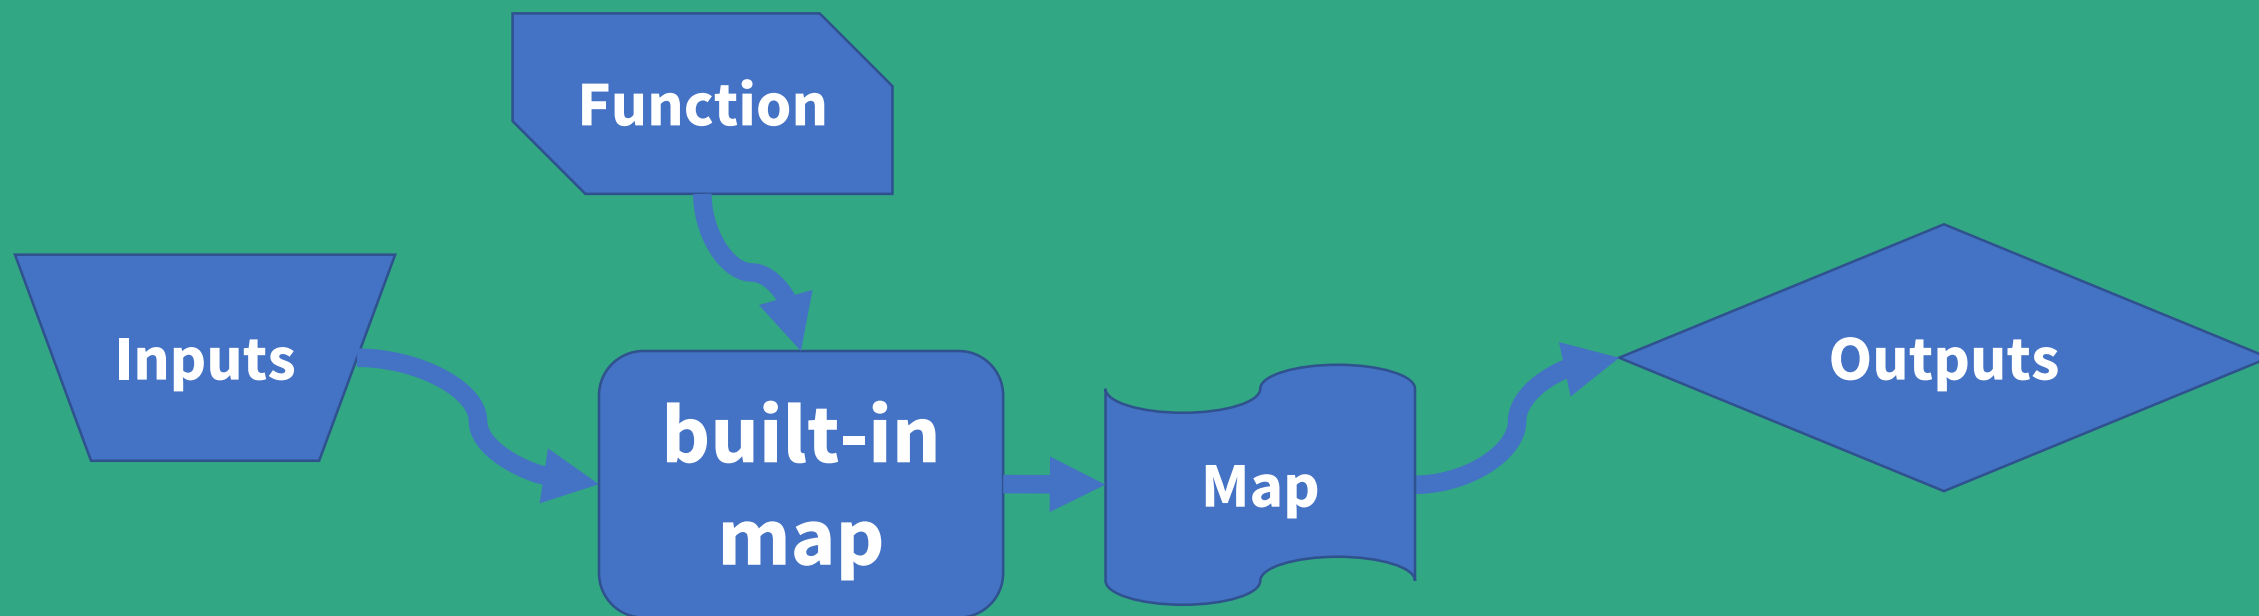 Function
Inputs
built-in
map
Map
Outputs